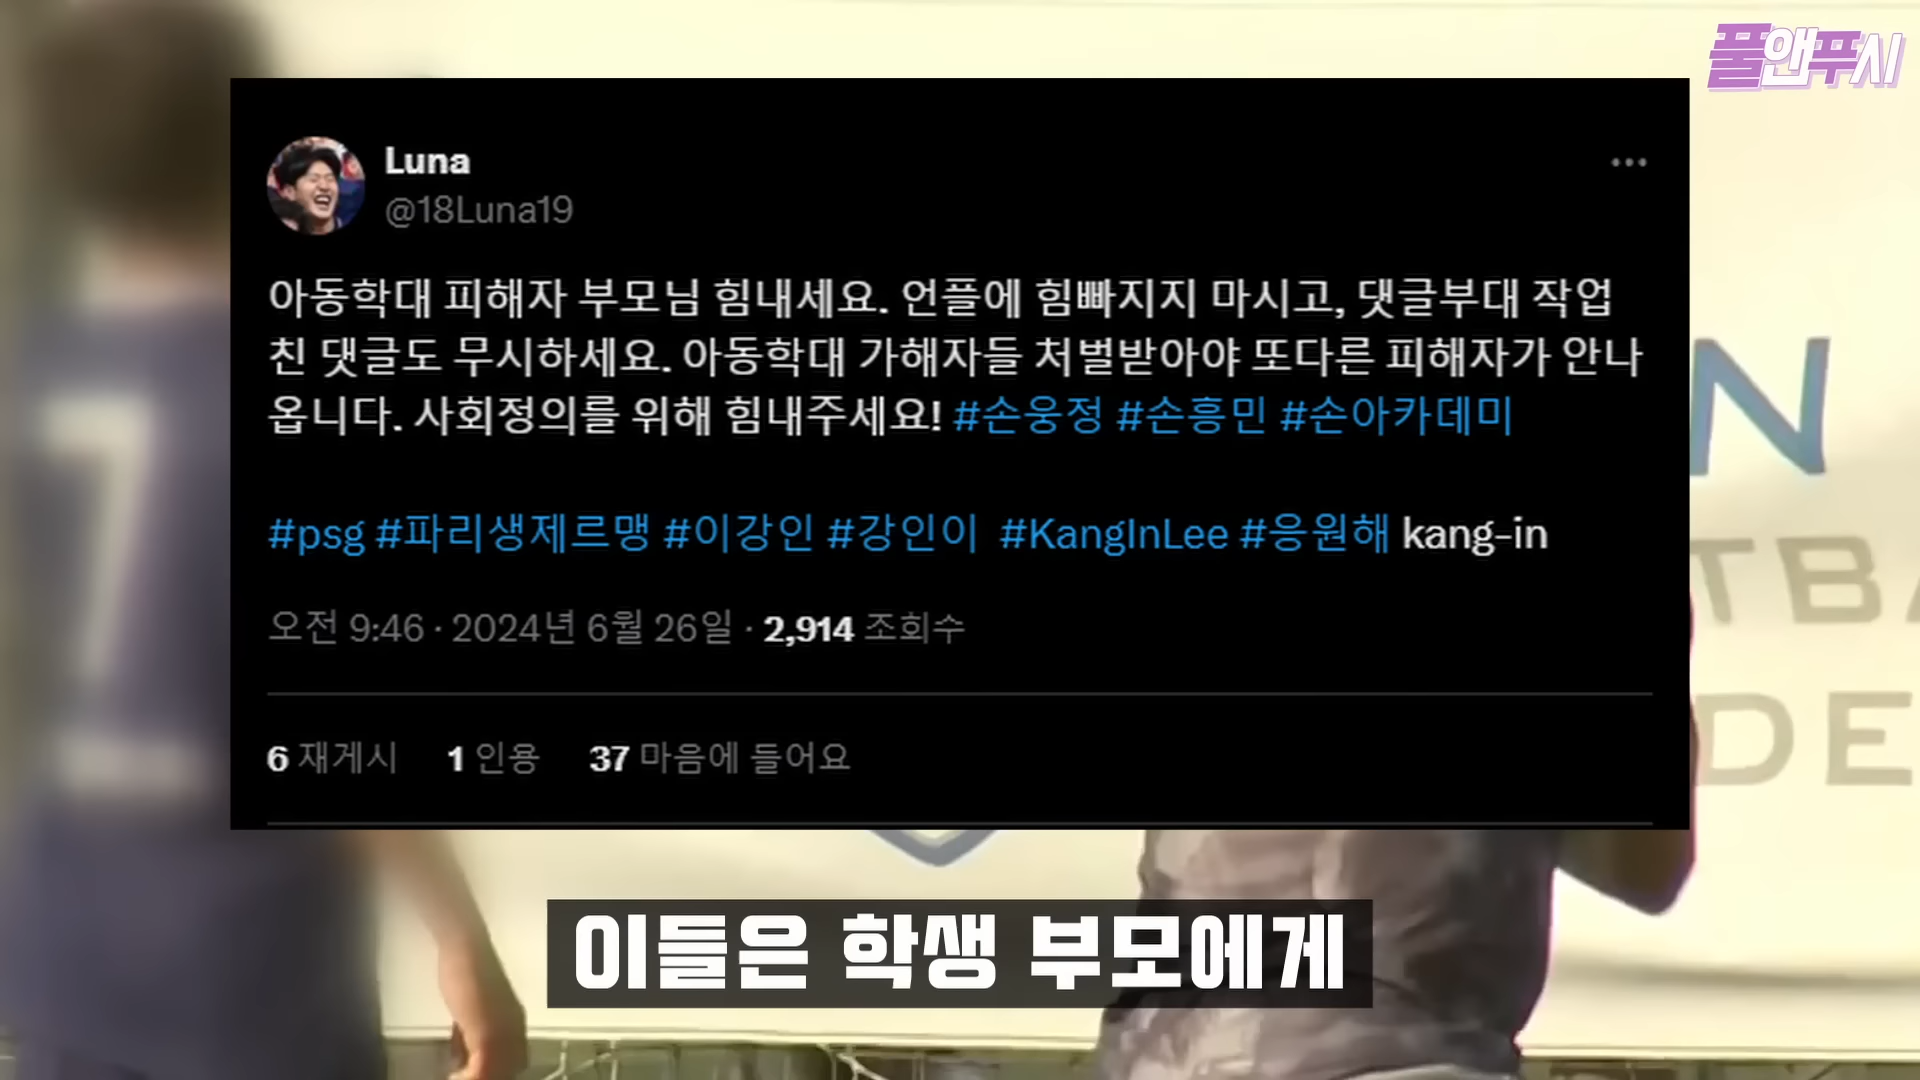 풀앤푸시
Luna
@18Luna19
아동학대 피해자 부모님 힘내세요. 언플에 힘빠지지 마시고, 댓글부대 작업
친 댓글도 무시하세요. 아동학대 가해자들 처벌받아야 또다른 피해자가 안나
옵니다. 사회정의를 위해 힘내주세요! #손웅정 #손흥민 #손아카데미
#psg #파리생제르맹 #이강인 #강인이 #KangInLee #응원해 kang-in
오전 9:46 · 2024년 6월 26일 · 2,914 조회수
6 재게시 1 인용 37 마음에 들어요
N
TBA
DE
7
이들은 학생 부모에게